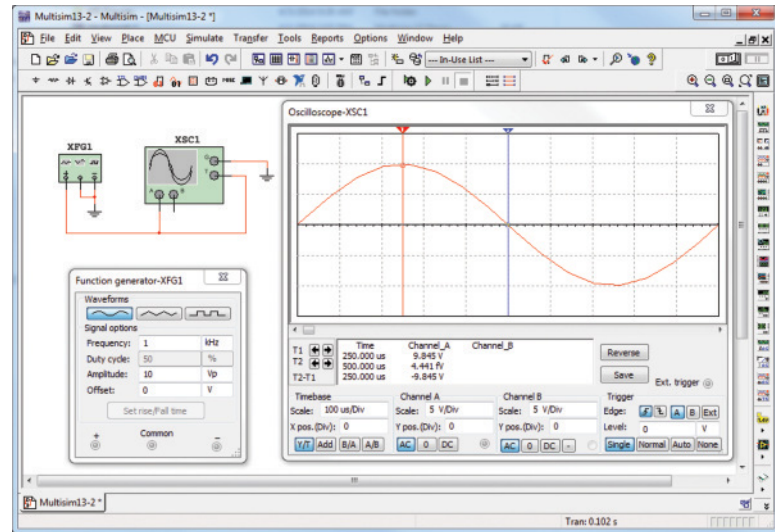 Multisim13-2 - Multisim - [Multisim13-2 *]
File Edit View Place MCU Simulate Transfer Tools Reports Options Window Help
--- In-Use List ---
XFG1
XSC1
G
T
A B
Oscilloscope-XSC1
1 2
Time Channel_A Channel_B
T1 250.000 us 9.845 V
T2 500.000 us 4.441 fV
T2-T1 250.000 us -9.845 V
Reverse
Save
Ext. trigger
Timebase
Scale: 100 us/Div
X pos.(Div): 0
Y/T Add B/A A/B
Channel A
Scale: 5 V/Div
Y pos.(Div): 0
AC 0 DC
Channel B
Scale: 5 V/Div
Y pos.(Div): 0
AC 0 DC -
Trigger
Edge: A B Ext
Level: 0 V
Single Normal Auto None
Function generator-XFG1
Waveforms
Signal options
Frequency: 1 kHz
Duty cycle: 50 %
Amplitude: 10 Vp
Offset: 0 V
Set rise/Fall time
+ Common -
Multisim13-2 *
Tran: 0.102 s